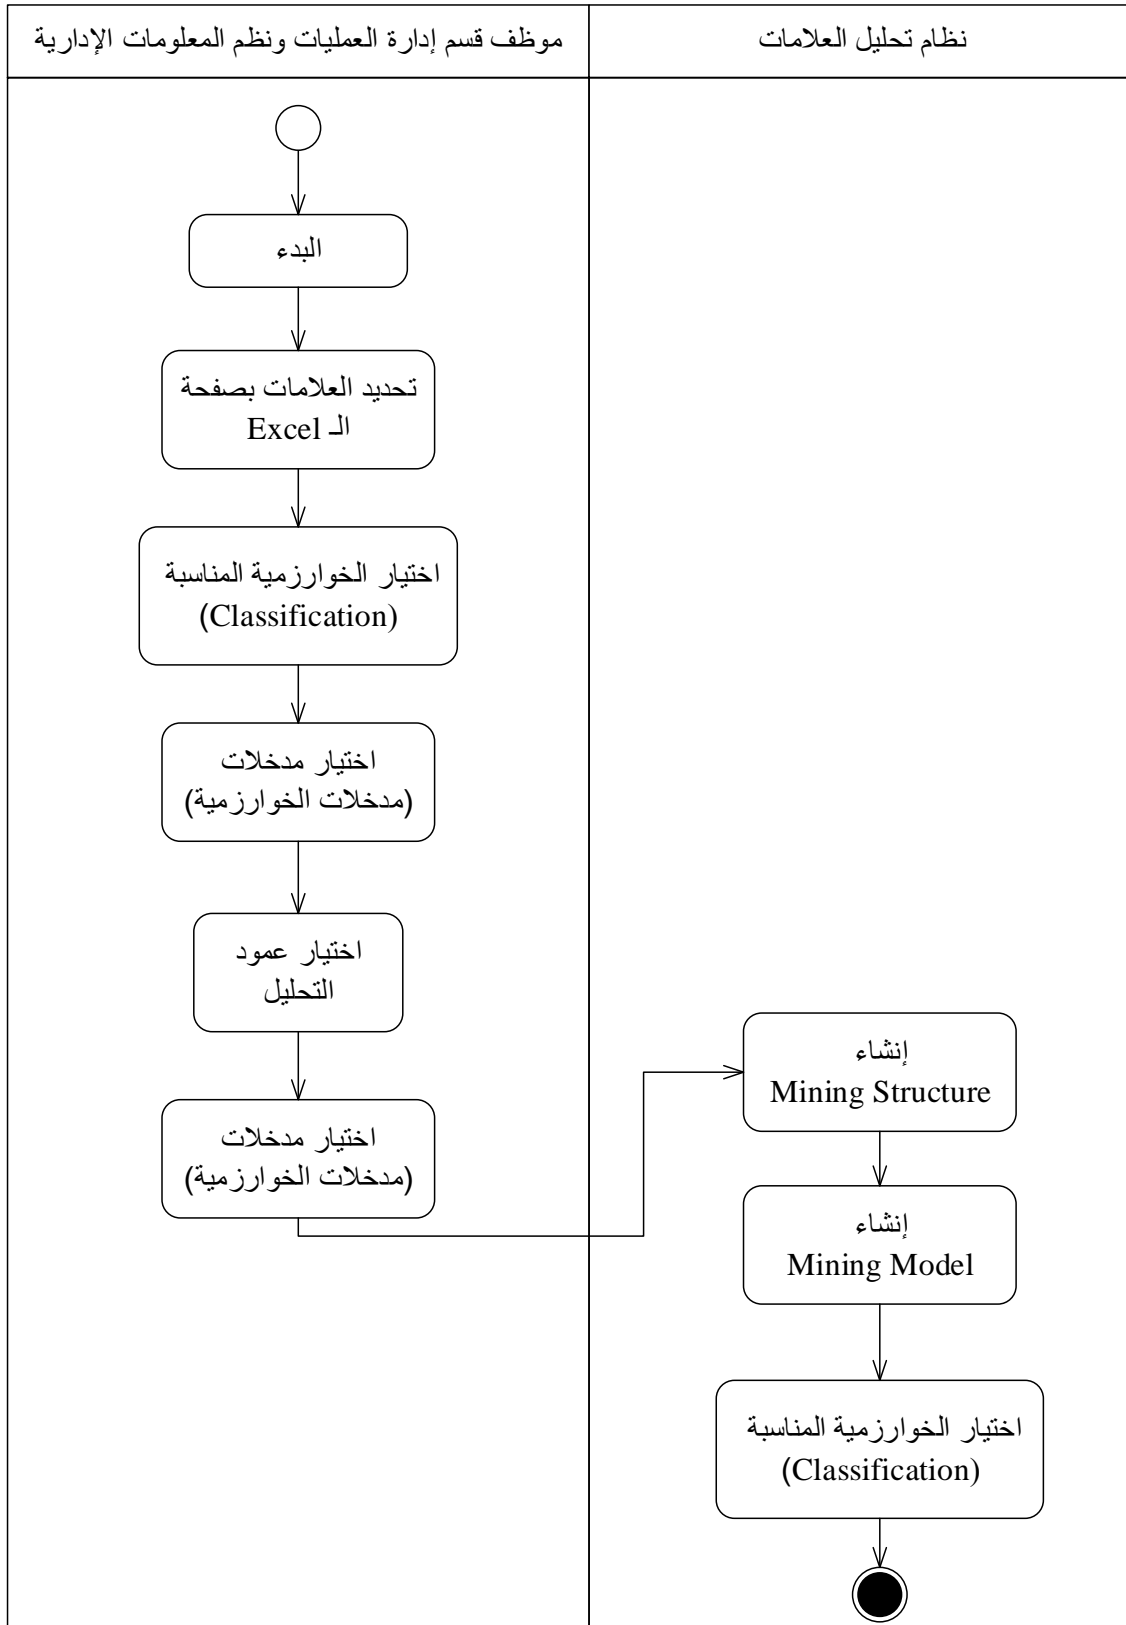 موظف قسم إدارة العمليات ونظم المعلومات الإدارية
نظام تحليل العلامات
البدء
تحديد العلامات بصفحة
الـ Excel
اختيار الخوارزمية المناسبة
(Classification)
اختيار مدخلات
(مدخلات الخوارزمية)
اختيار عمود
التحليل
اختيار مدخلات
(مدخلات الخوارزمية)
إنشاء
Mining Structure
إنشاء
Mining Model
اختيار الخوارزمية المناسبة
(Classification)